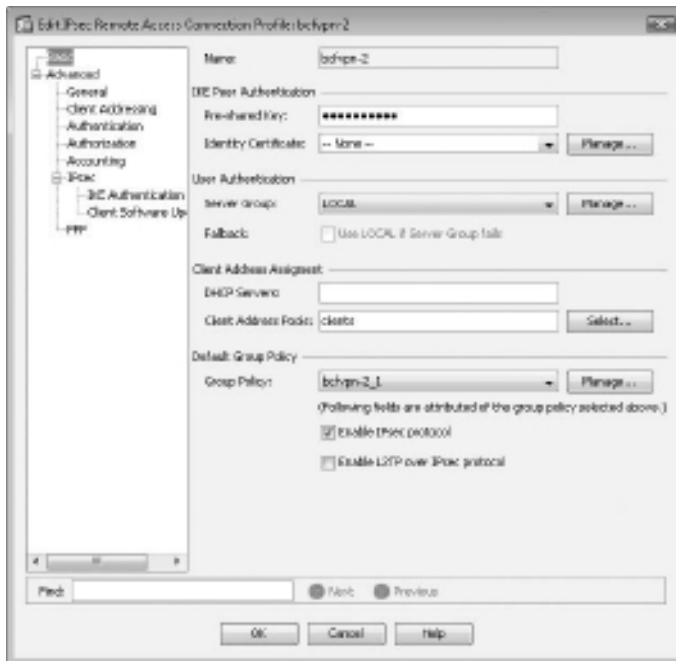 Edit IPsec Remote Access Connection Profile: bcfvpn-2
Basic
Advanced
General
Client Addressing
Authentication
Authorization
Accounting
IPsec
IKE Authentication
Client Software Up
PPP
Name: bcfvpn-2
IKE Peer Authentication
Pre-shared Key: ••••••••••
Identity Certificate: -- None -- Manage...
User Authentication
Server Group: LOCAL Manage...
Fallback: Use LOCAL if Server Group fails
Client Address Assigment
DHCP Servers:
Client Address Pools: clients Select...
Default Group Policy
Group Policy: bcfvpn-2_1 Manage...
(Following fields are attributed of the group policy selected above.)
Enable IPsec protocol
Enable L2TP over IPsec protocol
Find: Next Previous
OK Cancel Help